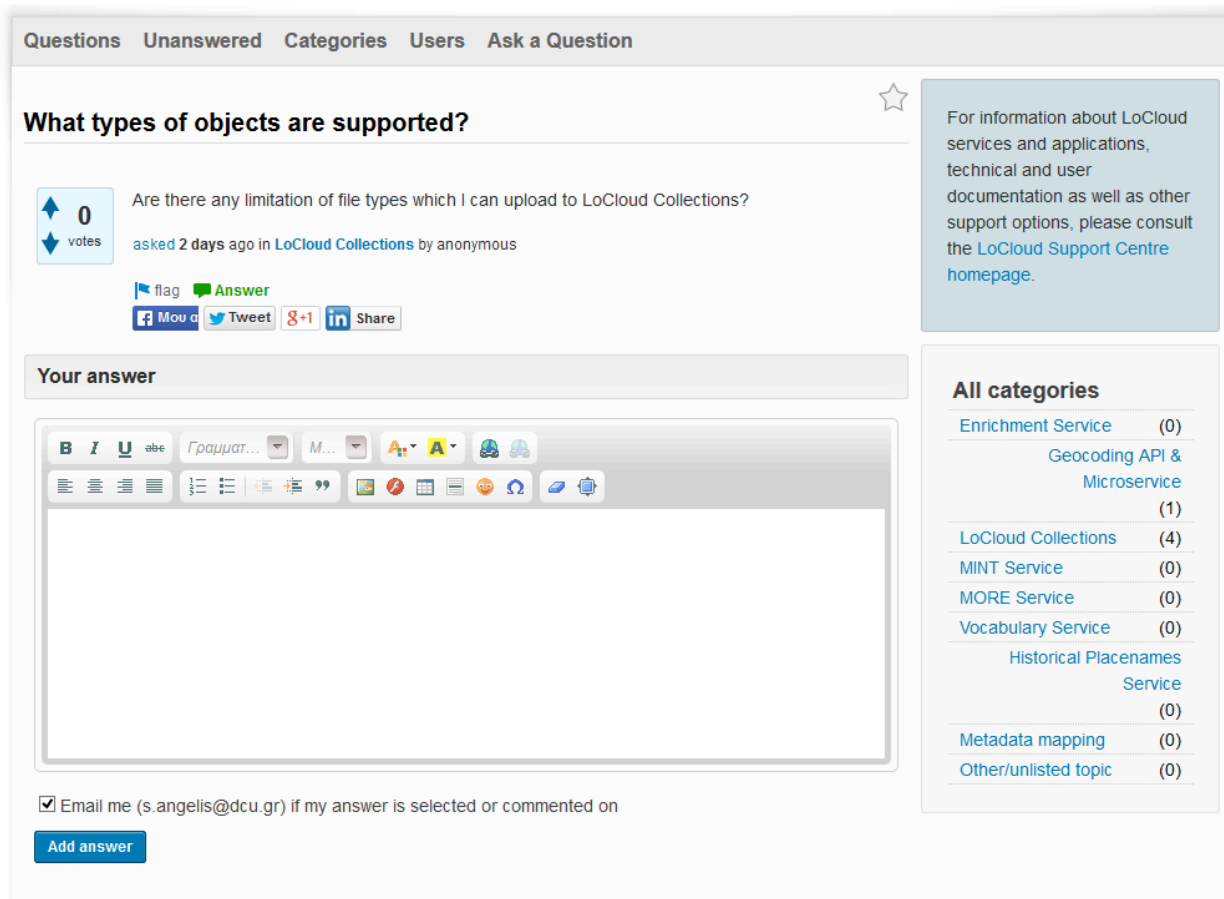 Questions Unanswered Categories Users Ask a Question
What types of objects are supported?
0
votes
Are there any limitation of file types which I can upload to LoCloud Collections?
asked 2 days ago in LoCloud Collections by anonymous
flag Answer
Μου α Tweet g+1 in Share
Your answer
B I U abc Γραμματ... Μ... A A
Email me (s.angelis@dcu.gr) if my answer is selected or commented on
Add answer
For information about LoCloud
services and applications,
technical and user
documentation as well as other
support options, please consult
the LoCloud Support Centre
homepage.
All categories
Enrichment Service (0)
Geocoding API &
Microservice
(1)
LoCloud Collections (4)
MINT Service (0)
MORE Service (0)
Vocabulary Service (0)
Historical Placenames
Service
(0)
Metadata mapping (0)
Other/unlisted topic (0)